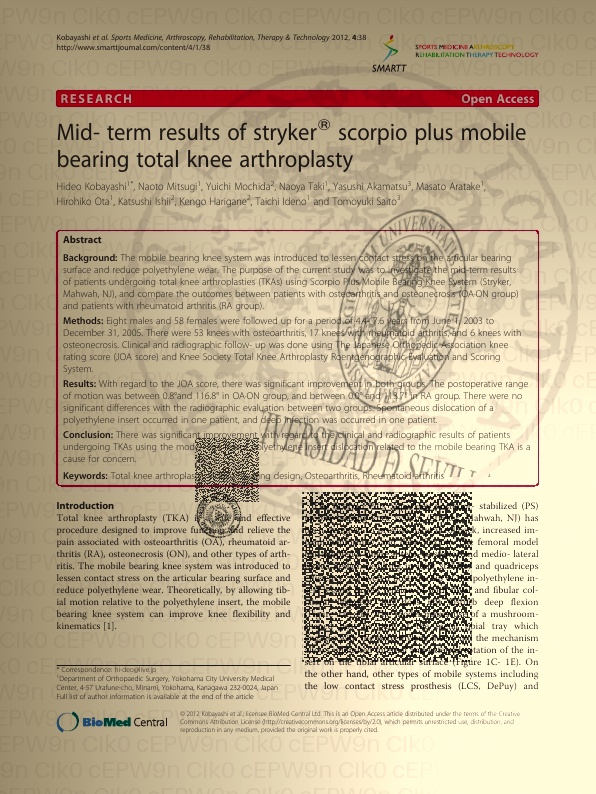 Kobayashi et al. Sports Medicine, Arthroscopy, Rehabilitation, Therapy & Technology 2012, 4:38
http://www.smarttjournal.com/content/4/1/38
SMARTT
SPORTS MEDICINE ARTHROSCOPY
REHABILITATION THERAPY TECHNOLOGY
RESEARCH Open Access
Mid- term results of stryker® scorpio plus mobile
bearing total knee arthroplasty
Hideo Kobayashi1*, Naoto Mitsugi1, Yuichi Mochida2, Naoya Taki1, Yasushi Akamatsu3, Masato Aratake1,
Hirohiko Ota1, Katsushi Ishii2, Kengo Harigane2, Taichi Ideno1 and Tomoyuki Saito3
Abstract
Background: The mobile bearing knee system was introduced to lessen contact stress on the articular bearing
surface and reduce polyethylene wear. The purpose of the current study was to investigate the mid-term results
of patients undergoing total knee arthroplasties (TKAs) using Scorpio Plus Mobile Bearing Knee System (Stryker,
Mahwah, NJ), and compare the outcomes between patients with osteoarthritis and osteonecrosis (OA-ON group)
and patients with rheumatoid arthritis (RA group).
Methods: Eight males and 58 females were followed up for a period of 4.4- 7.6 years from June 1, 2003 to
December 31, 2005. There were 53 knees with osteoarthritis, 17 knees with rheumatoid arthritis, and 6 knees with
osteonecrosis. Clinical and radiographic follow- up was done using The Japanese Orthopedic Association knee
rating score (JOA score) and Knee Society Total Knee Arthroplasty Roentgenographic Evaluation and Scoring
System.
Results: With regard to the JOA score, there was significant improvement in both groups. The postoperative range
of motion was between 0.8° and 116.8° in OA-ON group, and between 0.0° and 113.7° in RA group. There were no
significant differences with the radiographic evaluation between two groups. Spontaneous dislocation of a
polyethylene insert occurred in one patient, and deep infection was occurred in one patient.
Conclusion: There was significant improvement with regard to the clinical and radiographic results of patients
undergoing TKAs using the polyethylene insert dislocation related to the mobile bearing TKA is a
cause for concern.
Keywords: Total knee design, Osteoarthritis, Rheumatoid arthritis
Introduction
Total knee arthroplasty (TKA) and effective
procedure designed to improve function and relieve the
pain associated with osteoarthritis (OA), rheumatoid ar-
thritis (RA), osteonecrosis (ON), and other types of arth-
ritis. The mobile bearing knee system was introduced to
lessen contact stress on the articular bearing surface and
reduce polyethylene wear. Theoretically, by allowing tib-
ial motion relative to the polyethylene insert, the mobile
bearing knee system can improve knee flexibility and
kinematics [1].
* Correspondence: hi-deo@live.jp
1Department of Orthopaedic Surgery, Yokohama City University Medical
Center, 4-57 Urafune-cho, Minami, Yokohama, Kanagawa 232-0024, Japan
Full list of author information is available at the end of the article
stabilized (PS)
NJ) has
increased im-
femoral model
medio- lateral
and quadriceps
polyethylene in-
and fibular col-
deep flexion
of a mushroom-
tray which
the mechanism
of the in-
sert on the tibial articular surface (Figure 1C- 1E). On
the other hand, other types of mobile systems including
the low contact stress prosthesis (LCS, DePuy) and
BioMed Central
© 2012 Kobayashi et al.; licensee BioMed Central Ltd. This is an Open Access article distributed under the terms of the Creative
Commons Attribution License (http://creativecommons.org/licenses/by/2.0), which permits unrestricted use, distribution, and
reproduction in any medium, provided the original work is properly cited.